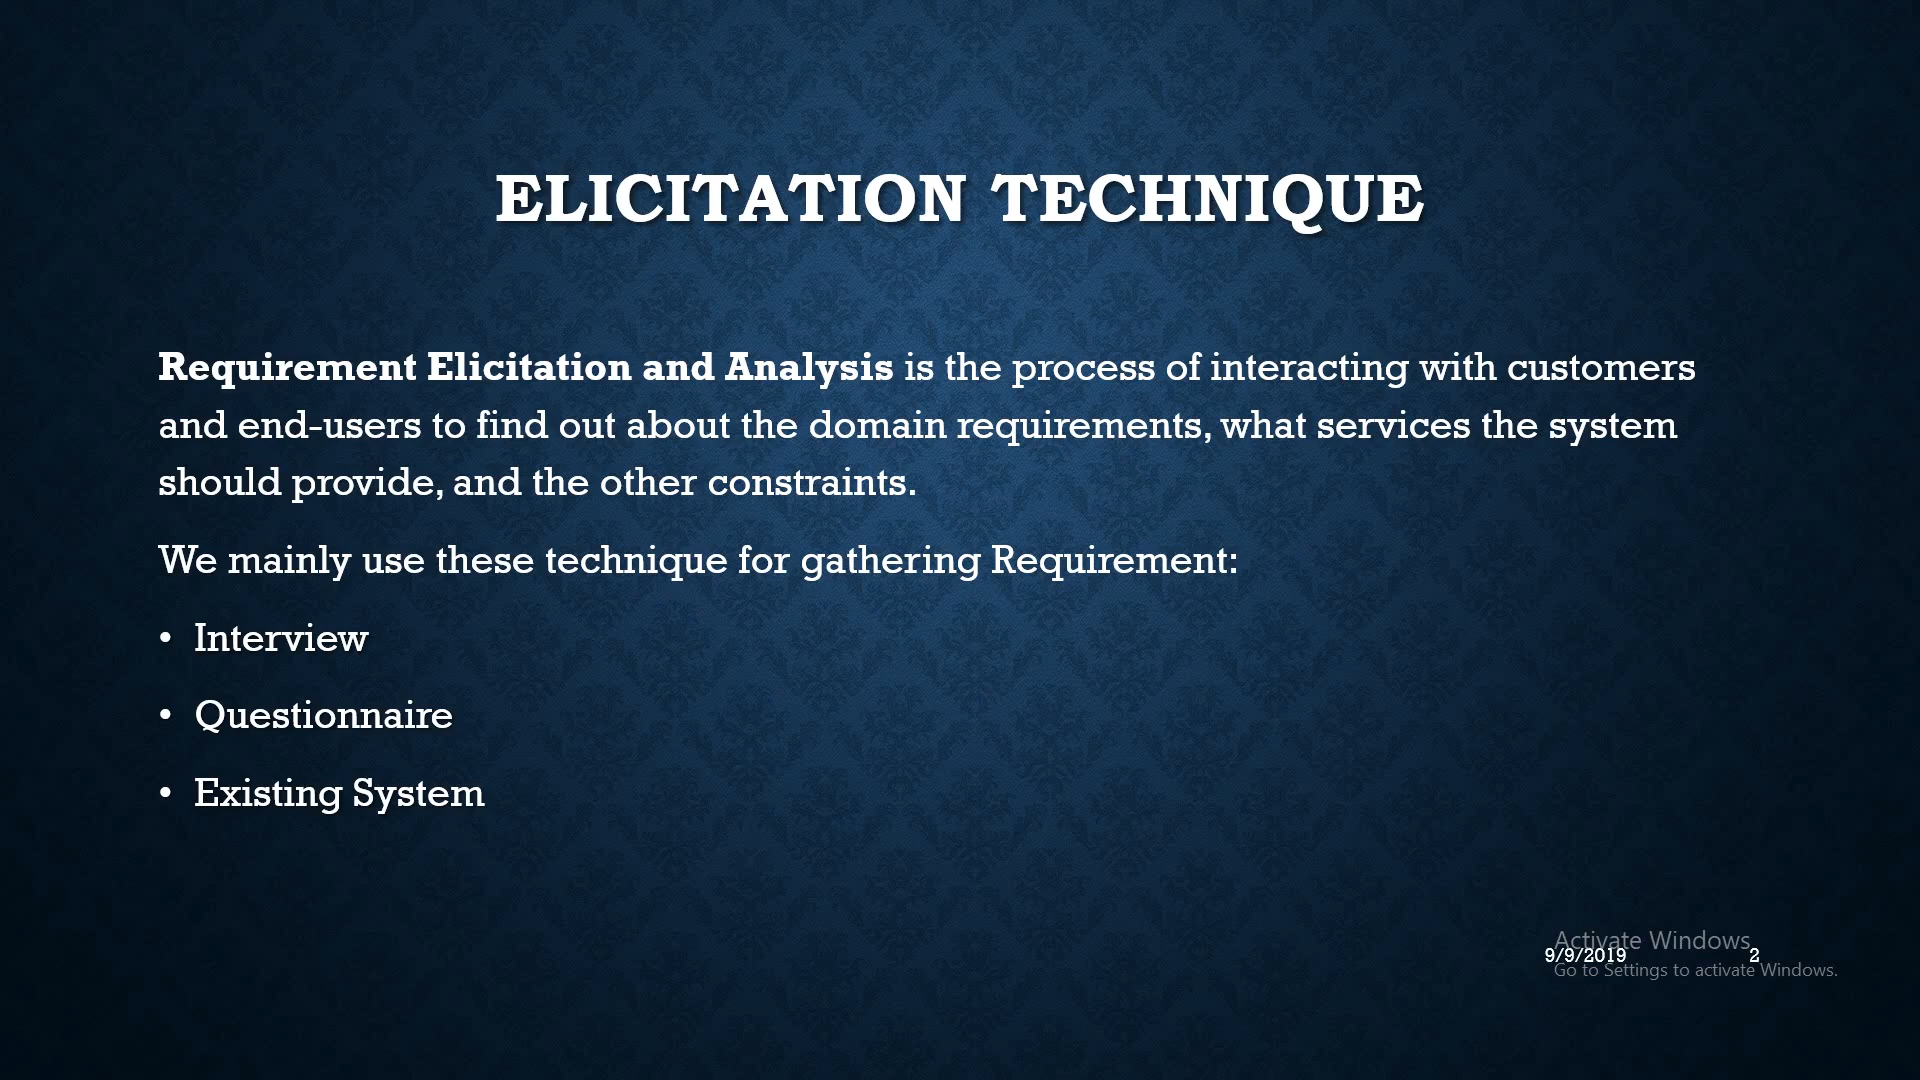 ELICITATION TECHNIQUE
Requirement Elicitation and Analysis is the process of interacting with customers
and end-users to find out about the domain requirements, what services the system
should provide, and the other constraints.
We mainly use these technique for gathering Requirement:
• Interview
• Questionnaire
• Existing System
Activate Windows
9/9/2019 2
Go to Settings to activate Windows.